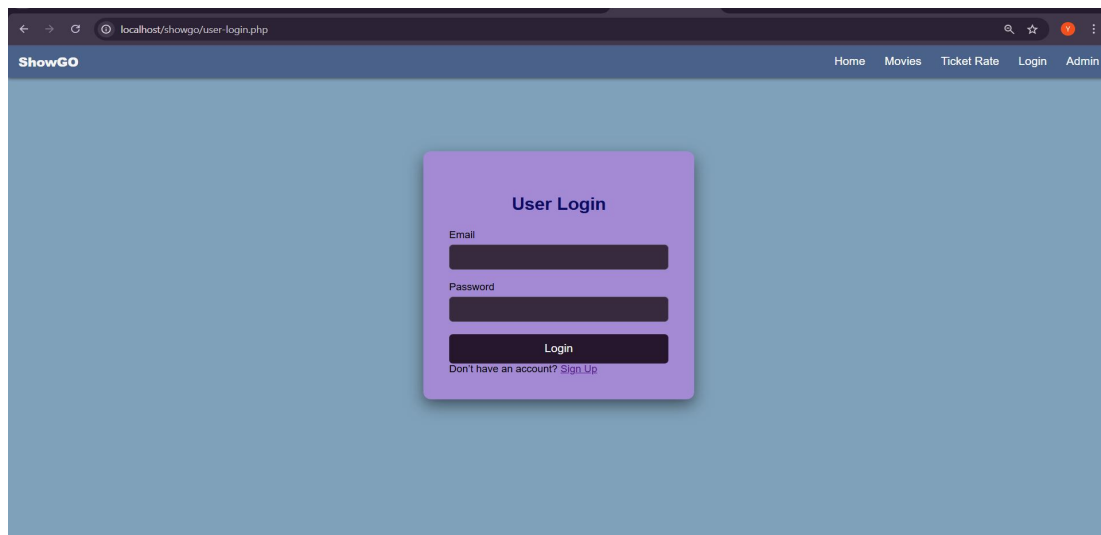 localhost/showgo/user-login.php
Y
ShowGO Home Movies Ticket Rate Login Admin
User Login
Email
Password
Login
Don't have an account? Sign Up